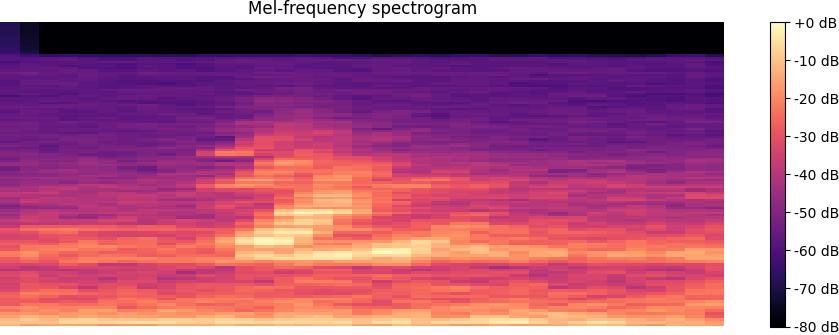 Mel-frequency spectrogram
+0 dB
-10 dB
-20 dB
-30 dB
-40 dB
-50 dB
-60 dB
-70 dB
-80 dB